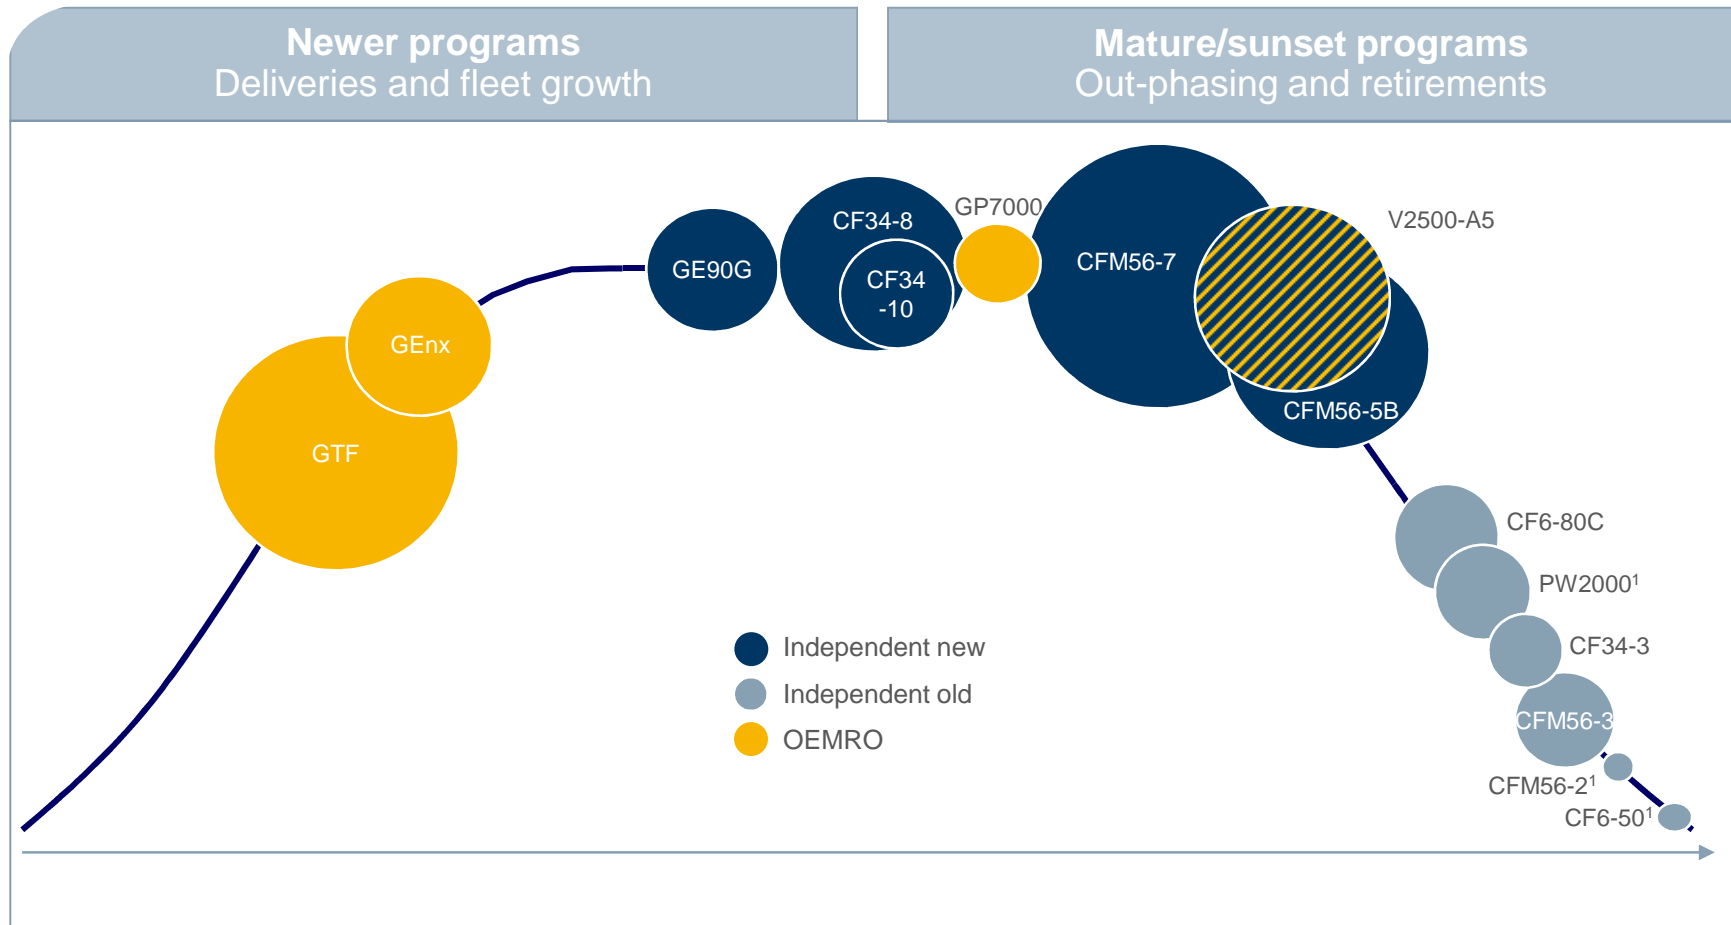 Newer programs
Deliveries and fleet growth
Mature/sunset programs
Out-phasing and retirements
GTF
GEnx
GE90G
CF34-8
CF34
-10
GP7000
CFM56-7
V2500-A5
CFM56-5B
CF6-80C
PW2000¹
CF34-3
CFM56-3
CFM56-2¹
CF6-50¹
Independent new
Independent old
OEMRO